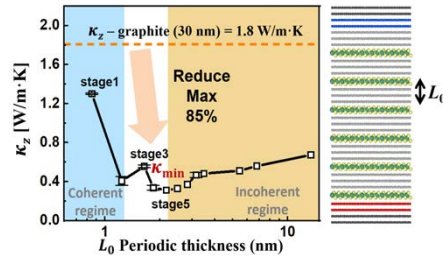 κz – graphite (30 nm) = 1.8 W/m·K
2.0
1.6
1.2
0.8
0.4
0.0
κz [W/m·K]
stage1
Reduce
Max
85%
stage3
κmin
stage5
Coherent
regime
Incoherent
regime
1
10
L0 Periodic thickness (nm)
L0